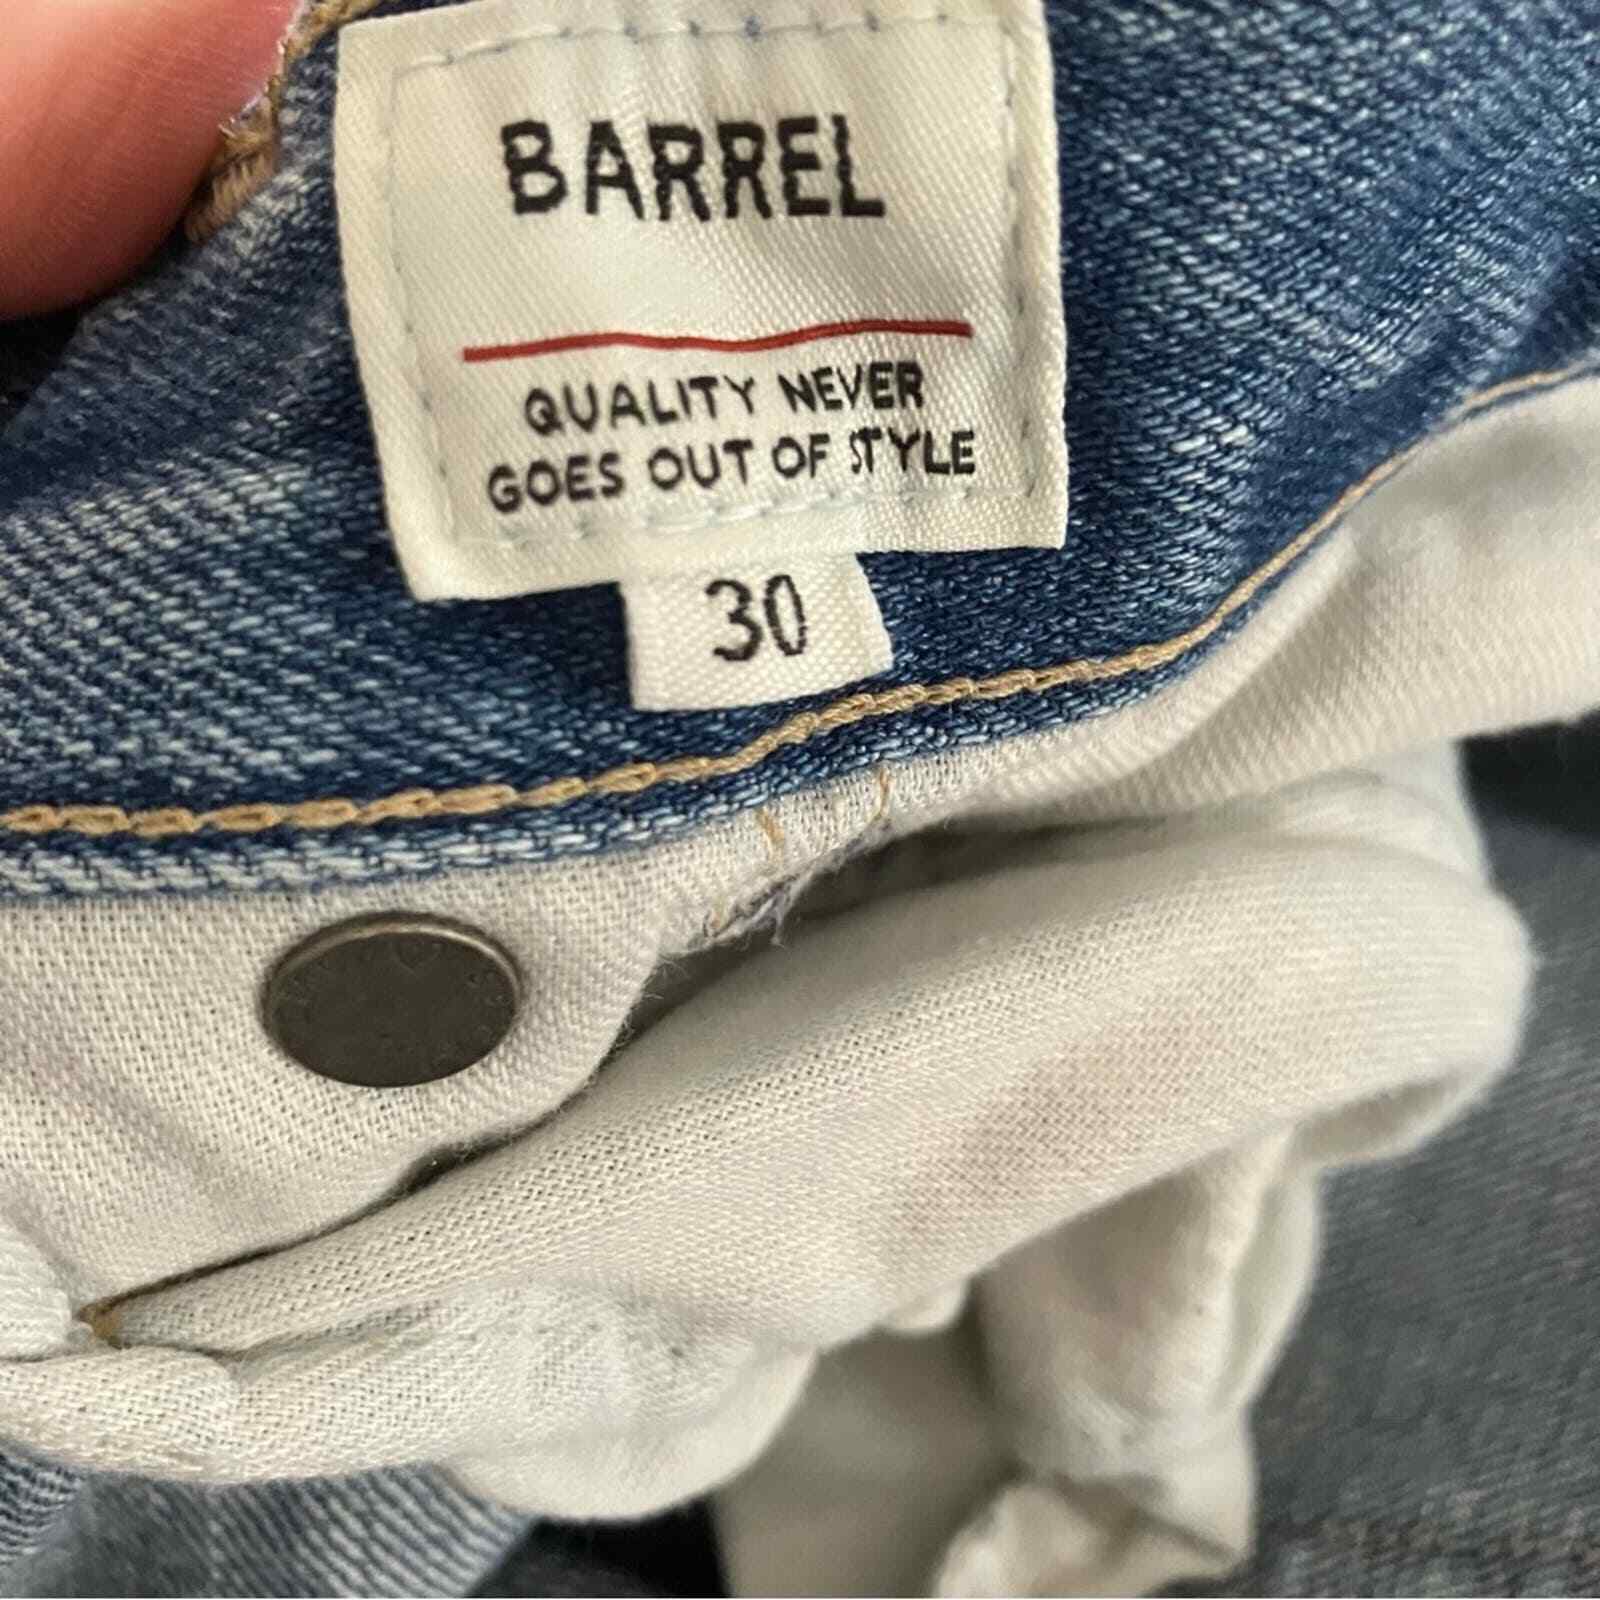 BARREL
QUALITY NEVER
GOES OUT OF STYLE
30